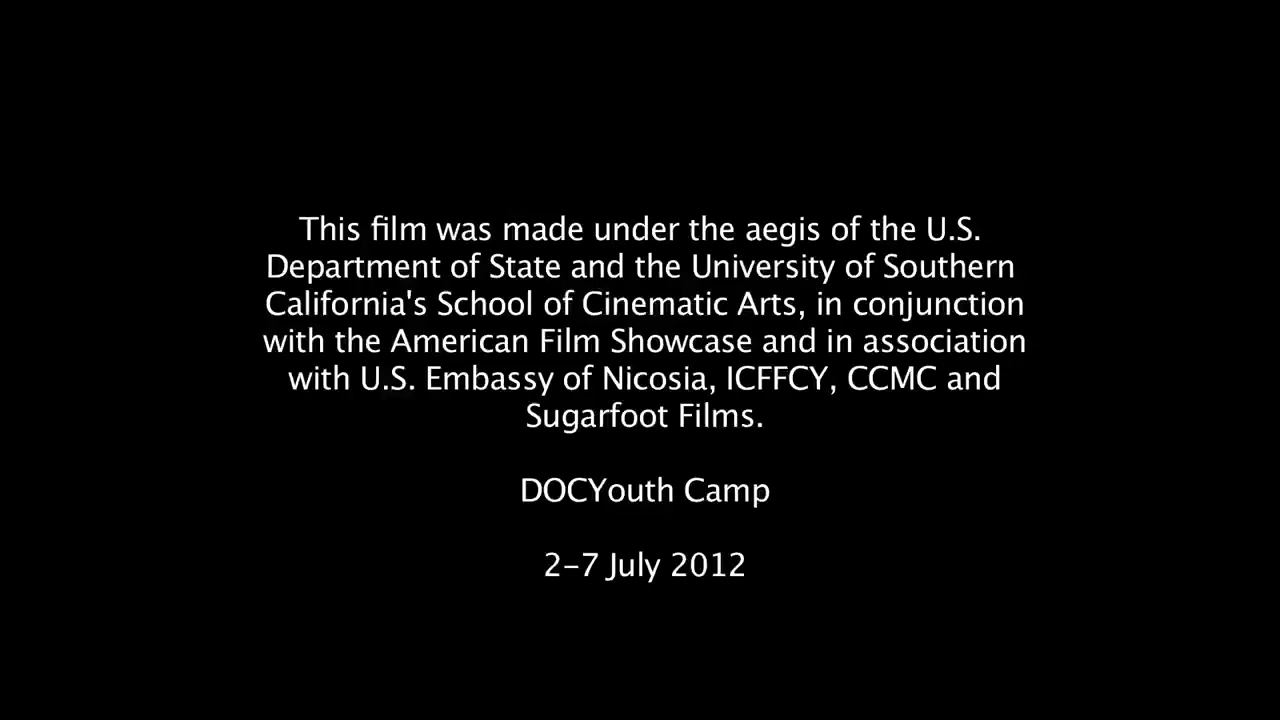 This film was made under the aegis of the U.S.
Department of State and the University of Southern
California's School of Cinematic Arts, in conjunction
with the American Film Showcase and in association
with U.S. Embassy of Nicosia, ICFFCY, CCMC and
Sugarfoot Films.
DOCYouth Camp
2-7 July 2012